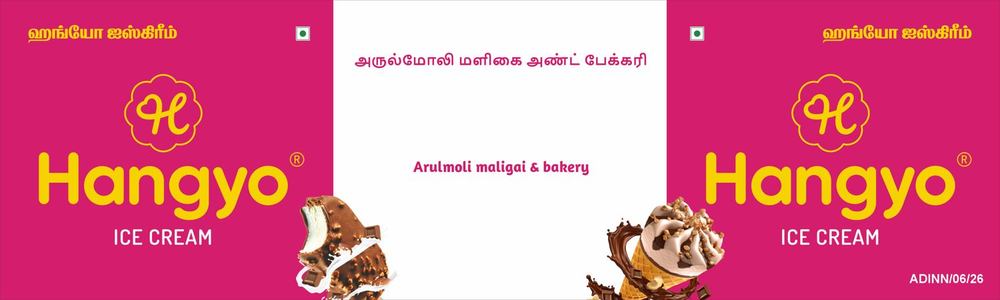 ஹங்யோ ஐஸ்கிரீம்
H
Hangyo®
ICE CREAM
அருல்மோலி மளிகை அண்ட் பேக்கரி
Arulmoli maligai & bakery
ஹங்யோ ஐஸ்கிரீம்
H
Hangyo®
ICE CREAM
ADINN/06/26